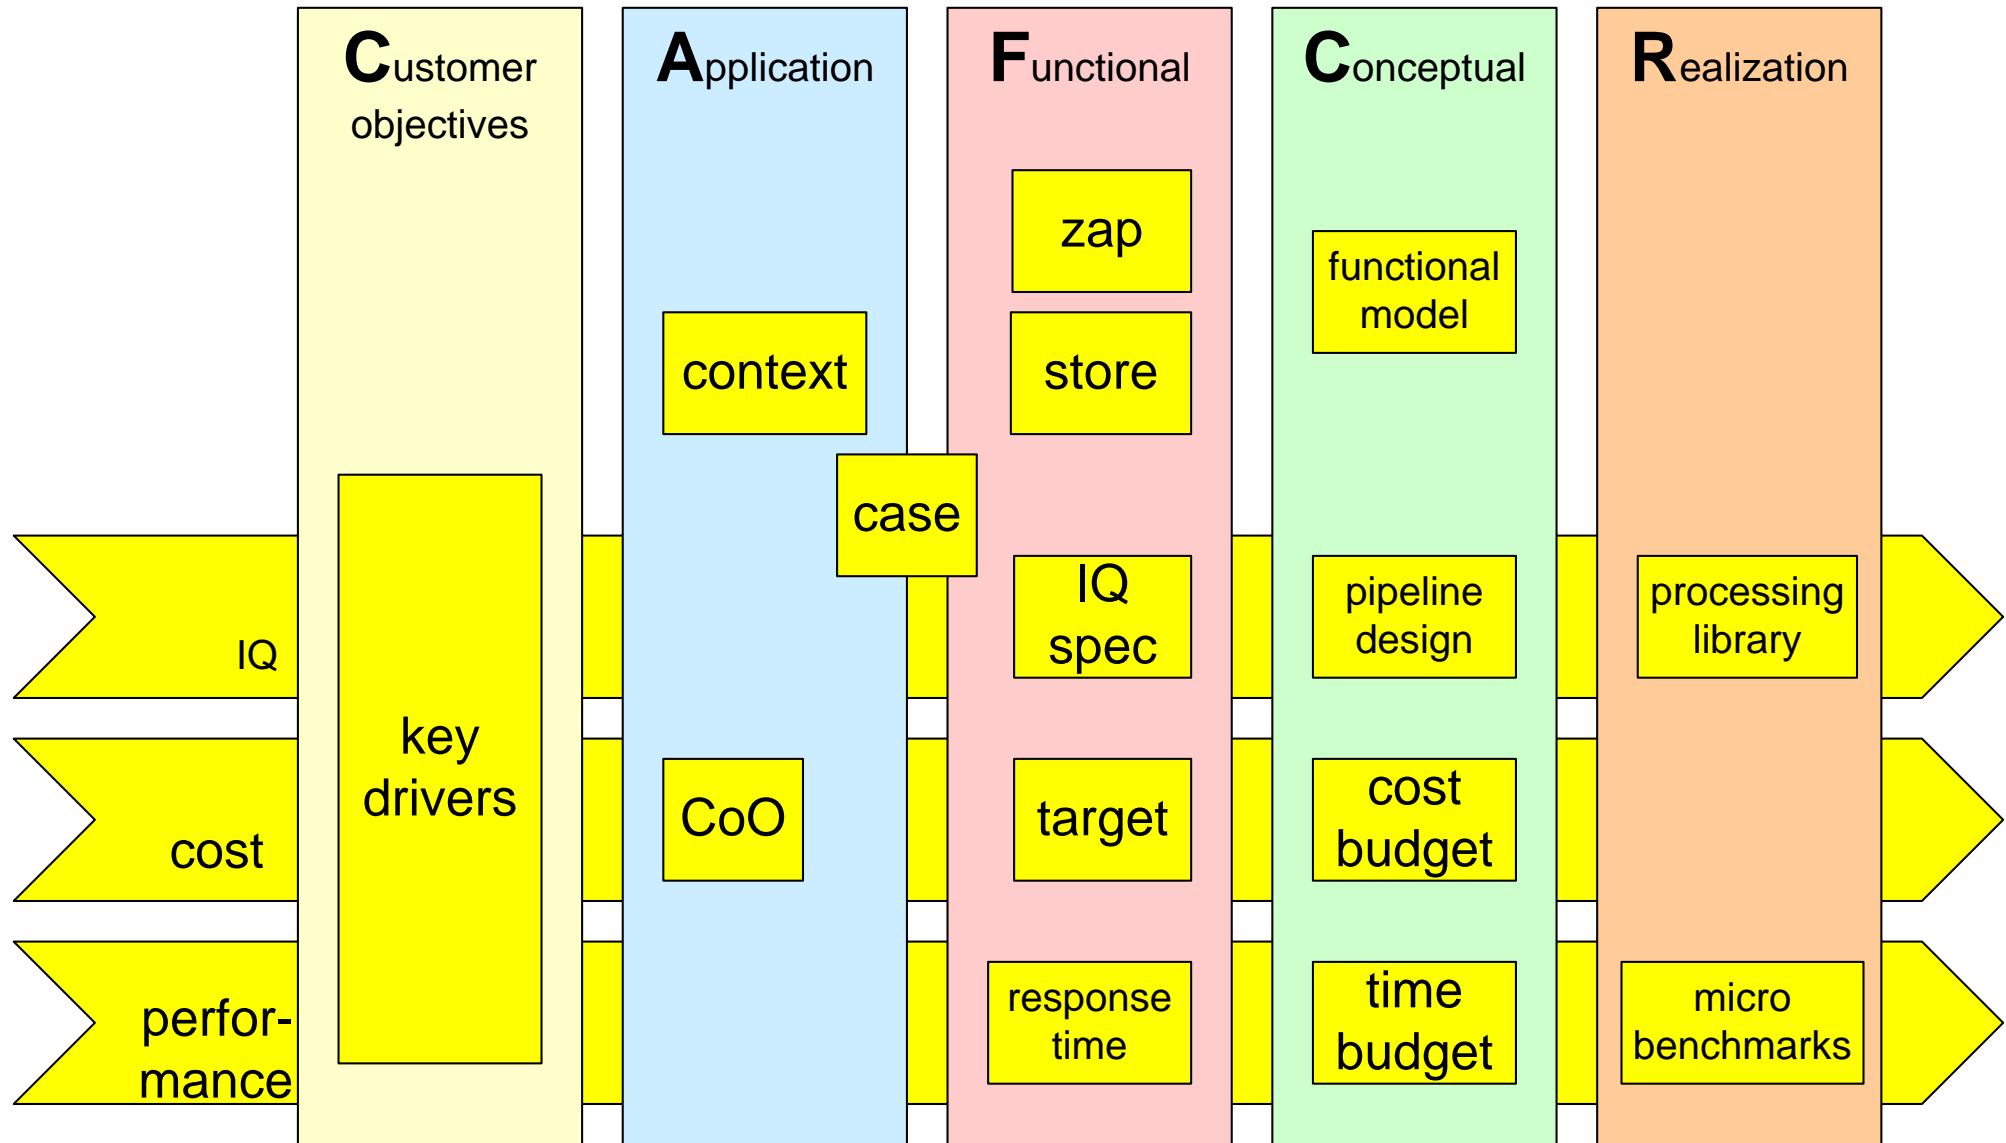 Customer
objectives
Application
Functional
Conceptual
Realization
zap
functional
model
context
store
case
IQ
key
drivers
IQ
spec
pipeline
design
processing
library
cost
CoO
target
cost
budget
perfor-
mance
response
time
time
budget
micro
benchmarks